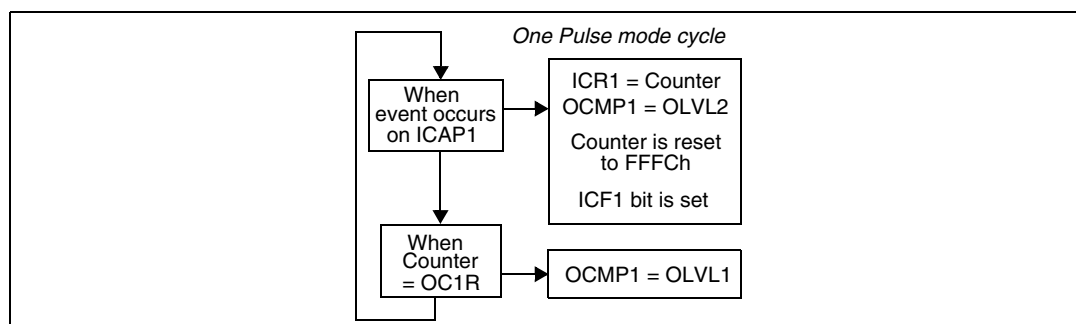 One Pulse mode cycle
When
event occurs
on ICAP1
ICR1 = Counter
OCMP1 = OLVL2
Counter is reset
to FFFCh
ICF1 bit is set
When
Counter
= OC1R
OCMP1 = OLVL1